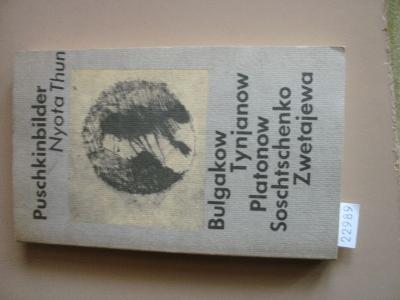 Puschkinbilder
Nyota Thun
Bulgakow
Tynjanow
Platonow
Soschtschenko
Zwetajewa
22989